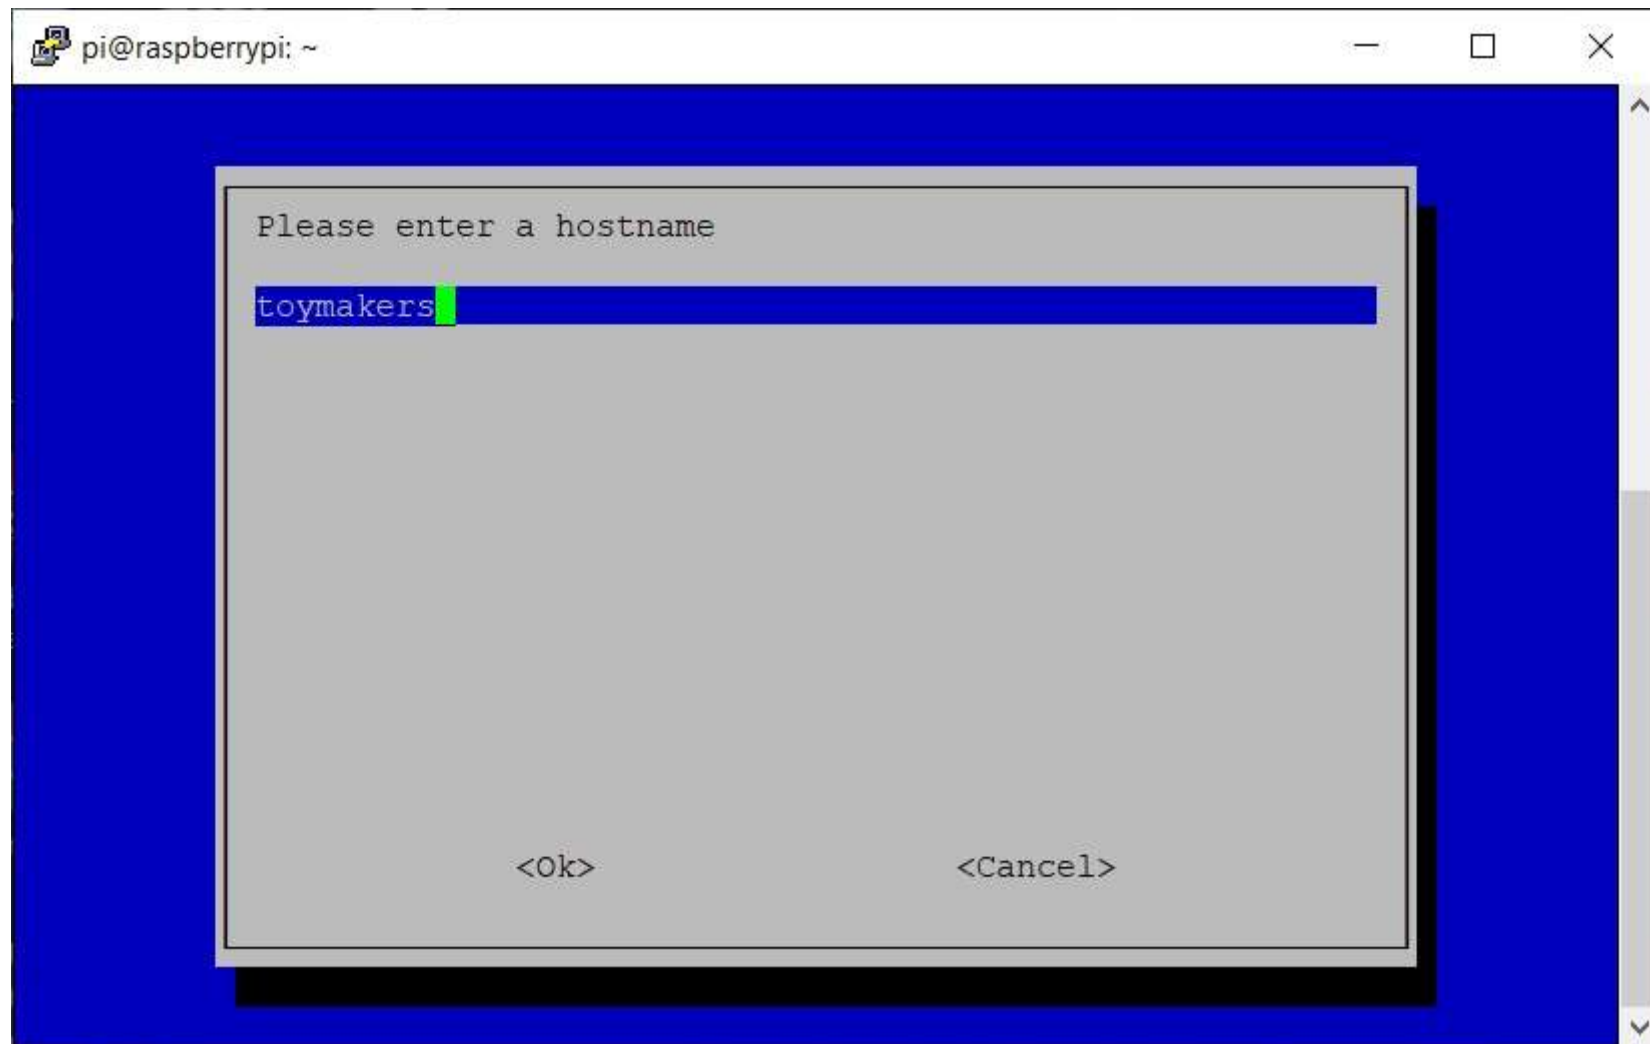 pi@raspberrypi: ~
Please enter a hostname
toymakers
<Ok> <Cancel>